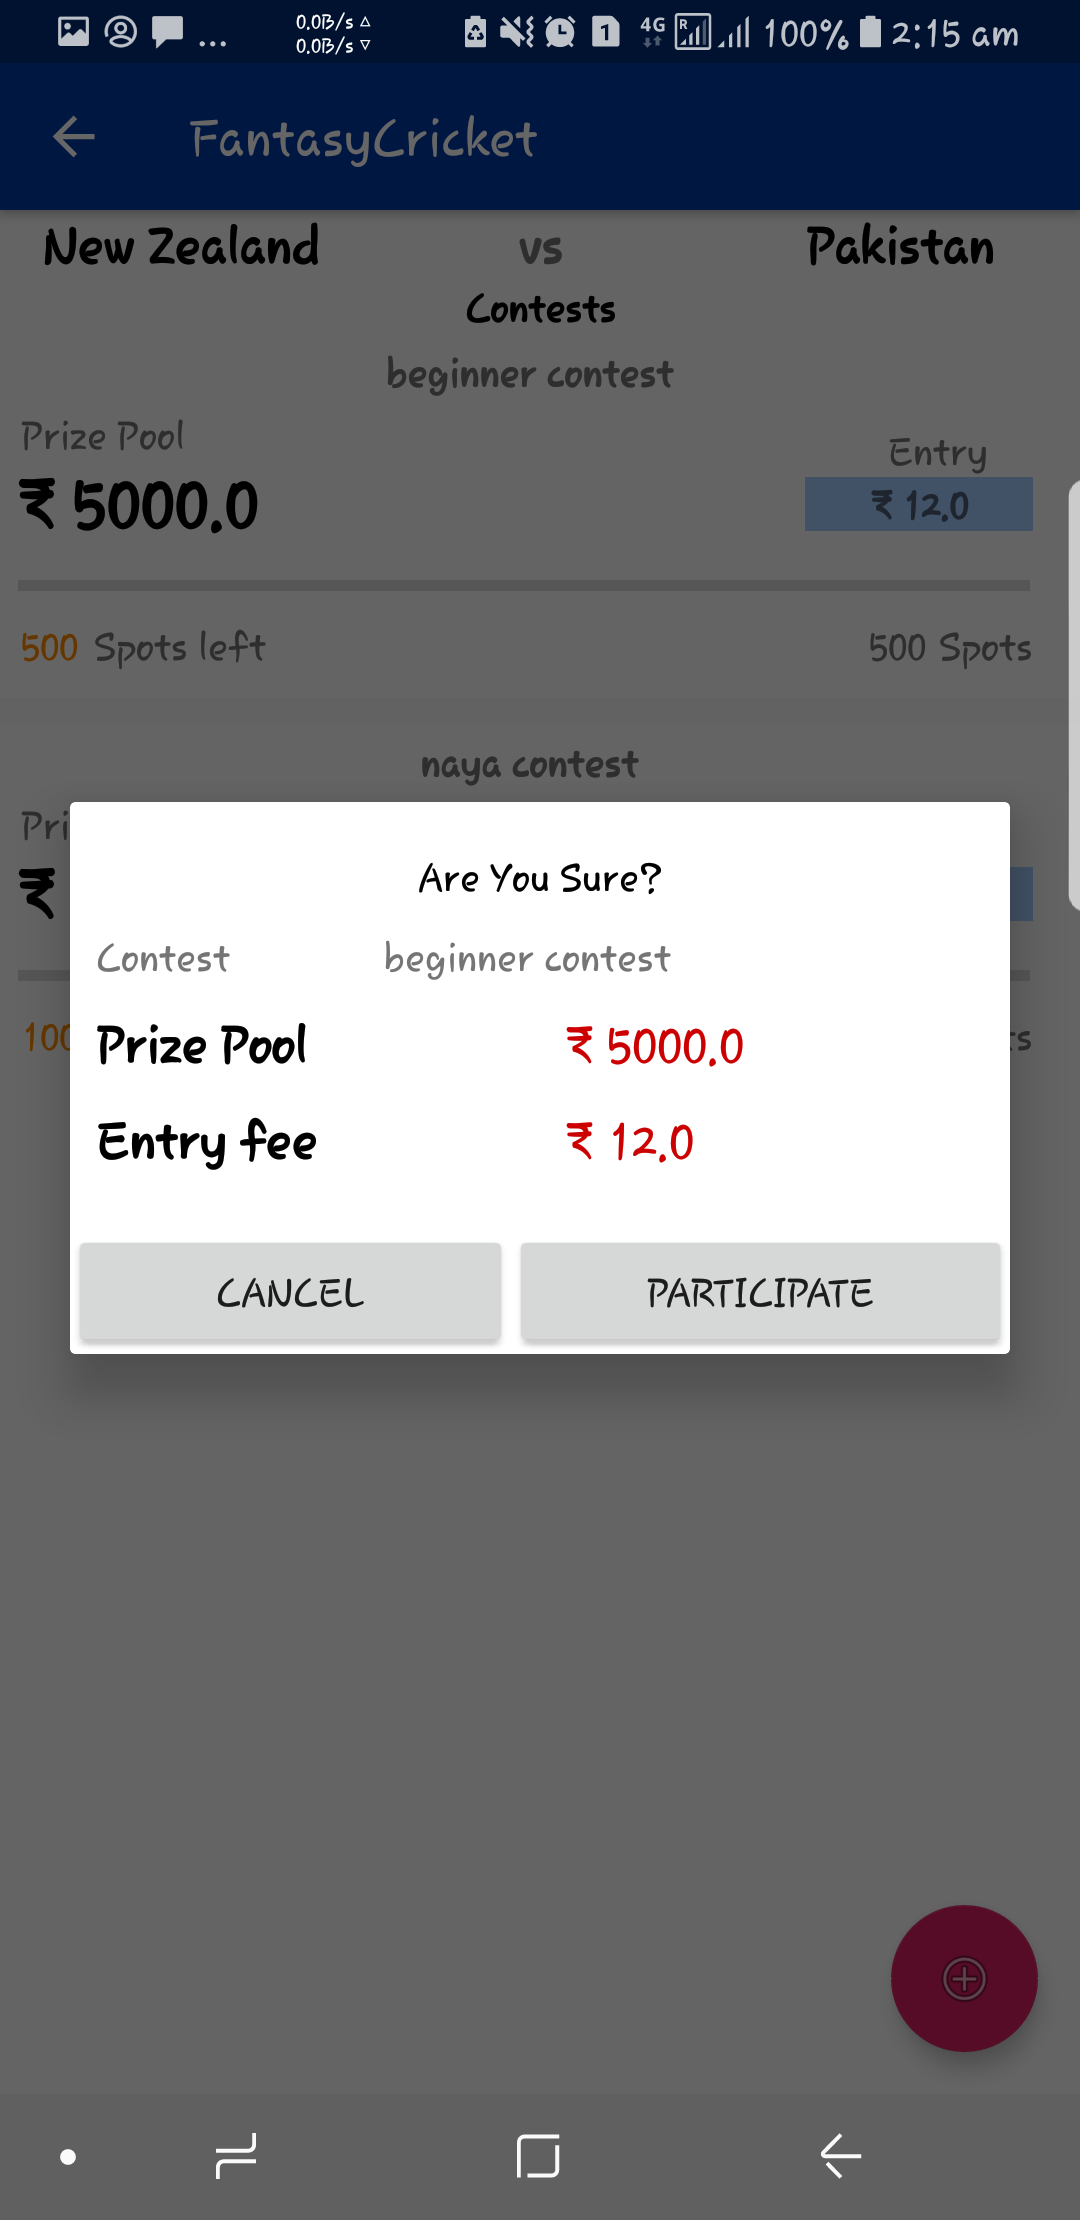 0.0B/s △
0.0B/s ▽
1 4G R 100% 2:15 am
FantasyCricket
New Zealand vs Pakistan
Contests
beginner contest
Prize Pool
Entry
₹ 5000.0
₹ 12.0
500 Spots left 500 Spots
naya contest
Pri
₹
Are You Sure?
Contest beginner contest
100
ts
Prize Pool ₹ 5000.0
Entry fee ₹ 12.0
CANCEL PARTICIPATE